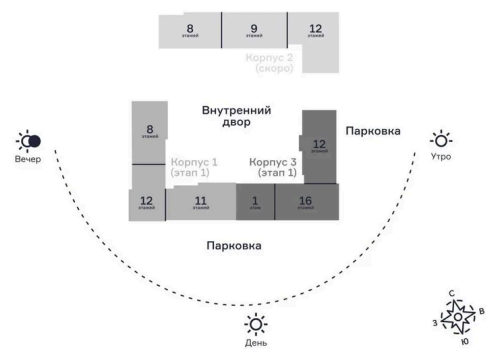 8
этажей
9
этажей
12
этажей
Корпус 2
(скоро)
Внутренний
двор
8
этажей
12
этажей
Парковка
Вечер
Утро
Корпус 1
(этап 1)
Корпус 3
(этап 1)
12
этажей
11
этажей
1
этаж
16
этажей
Парковка
День
С
В
З
Ю